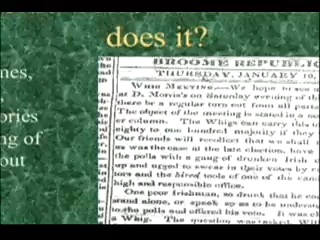 does it?
nes,
ories
ng of
out
BROOME REPUBLIC
THURSDAY, JANUARY 10,
WHIG MEETING.—We hope to see a
at D. Morris's on Saturday evening of th
there be a regular turn out from all parts
The object of the meeting is stated in a no
er column. The Whigs can carry this
eighty to one hundred majority if they
Our friends will recollect that we shall
as was the case at the late election, have
the polls with a gang of drunken Irish
up and urged to swear in their votes by
tors and the hired tools of one of the can
high and responsible office.
One poor Irishman, so drunk that he co
stand alone, or speak so as to be understo
to the polls and offered his vote. It was cl
a Whig. The question was asked,